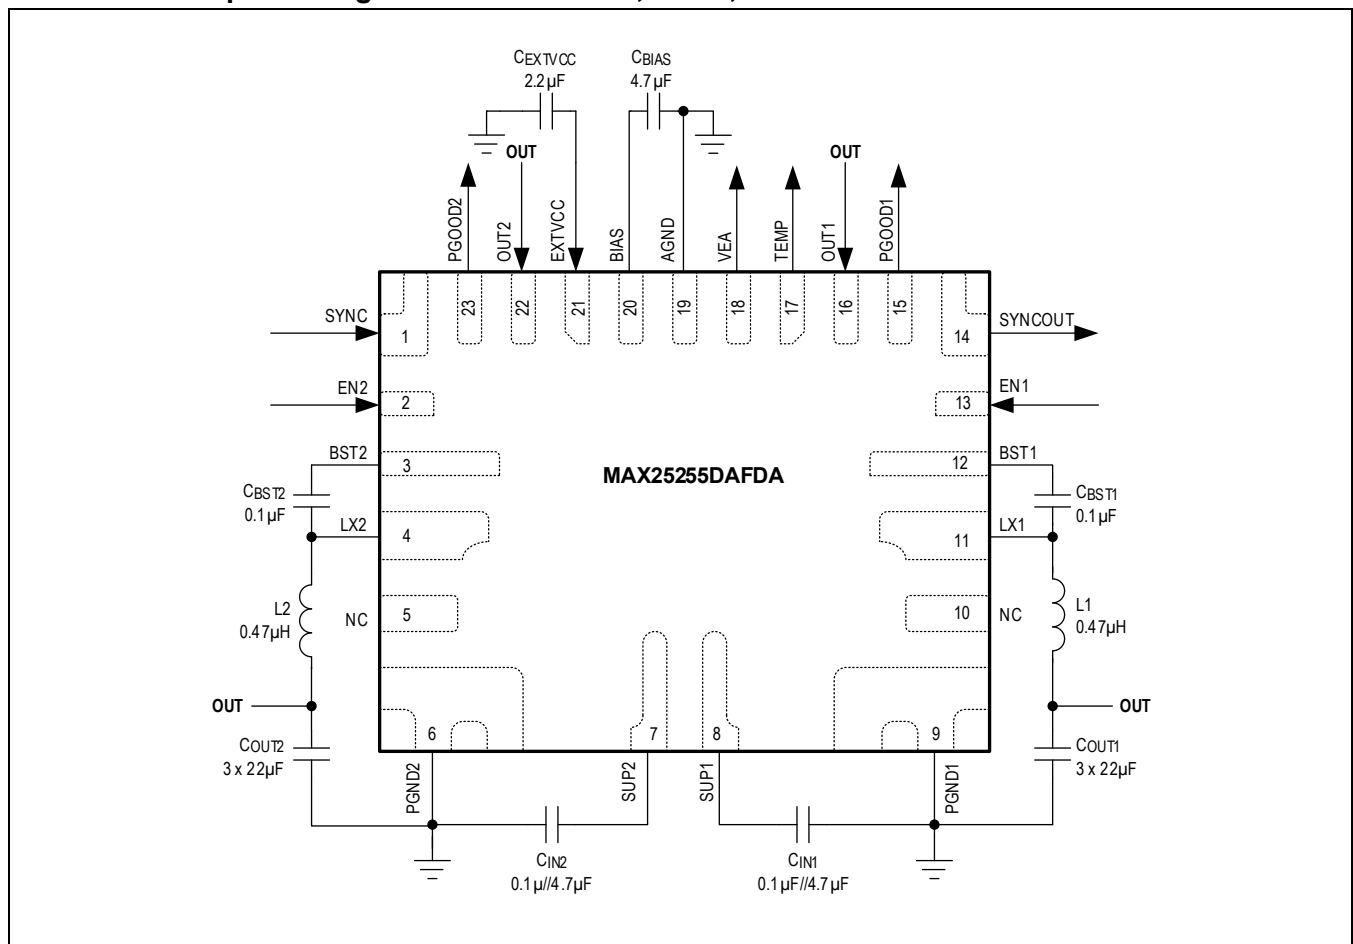 CEXTVCC
2.2µF
CBIAS
4.7µF
OUT
OUT
PGOOD2
OUT2
EXTVCC
BIAS
AGND
VEA
TEMP
OUT1
PGOOD1
23
22
21
20
19
18
17
16
15
SYNC
1
14
SYNCOUT
EN2
2
13
EN1
BST2
3
MAX25255DAFDA
12
BST1
CBST2
0.1µF
CBST1
0.1µF
LX2
4
11
LX1
L2
0.47µH
NC
5
10
NC
L1
0.47µH
OUT
OUT
6
7
8
9
COUT2
3 x 22µF
COUT1
3 x 22µF
PGND2
SUP2
SUP1
PGND1
CIN2
0.1µ//4.7µF
CIN1
0.1µF//4.7µF